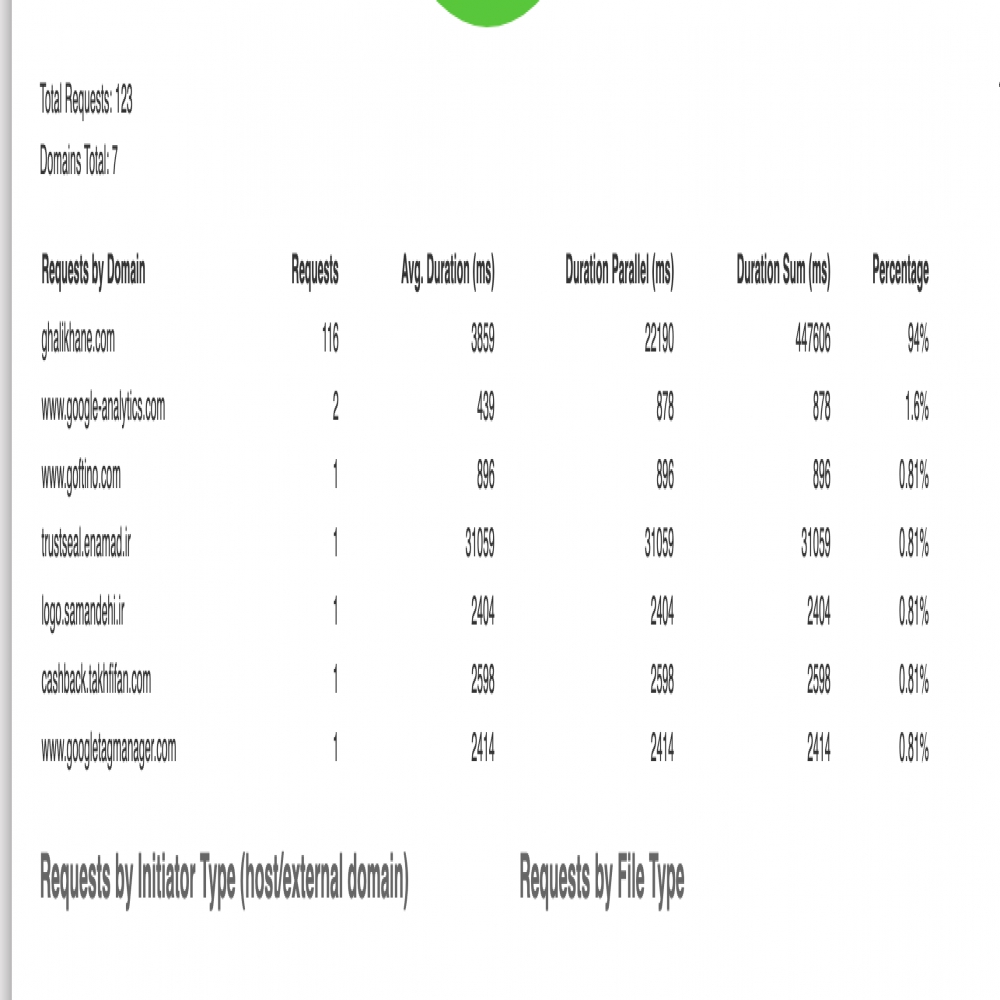 Total Requests: 123
Domains Total: 7
Requests by Domain Requests Avg. Duration (ms) Duration Parallel (ms) Duration Sum (ms) Percentage
ghalikhane.com 116 3859 22190 447606 94%
www.google-analytics.com 2 439 878 878 1.6%
www.goftino.com 1 896 896 896 0.81%
trustseal.enamad.ir 1 31059 31059 31059 0.81%
logo.samandehi.ir 1 2404 2404 2404 0.81%
cashback.takhfifan.com 1 2598 2598 2598 0.81%
www.googletagmanager.com 1 2414 2414 2414 0.81%
Requests by Initiator Type (host/external domain) Requests by File Type